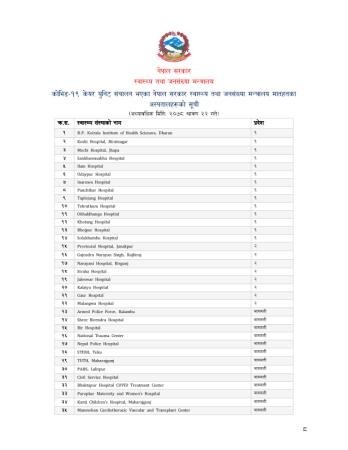 नेपाल सरकार
स्वास्थ्य तथा जनसंख्या मन्त्रालय
कोभिड-१९ केयर युनिट संचालन भएका नेपाल सरकार स्वास्थ्य तथा जनसंख्या मन्त्रालय मातहतका
अस्पतालहरूको सूची
(अध्यावधिक मिति: २०७८ श्रावण २२ गते)
क्र.स. स्वास्थ्य संस्थाको नाम प्रदेश
१ B.P. Koirala Institute of Health Sciences, Dharan १
२ Koshi Hospital, Biratnagar १
३ Mechi Hospital, Jhapa १
४ Sankhuwasabha Hospital १
५ Ilam Hospital १
६ Udaypur Hospital १
७ Inaruwa Hospital १
८ Panchthar Hospital १
९ Taplejung Hospital १
१० Tehrathum Hospital १
११ Okhaldhunga Hospital १
१२ Khotang Hospital १
१३ Bhojpur Hospital १
१४ Solukhumbu Hospital १
१५ Provincial Hospital, Janakpur २
१६ Gajendra Narayan Singh, Rajbiraj २
१७ Narayani Hospital, Birgunj २
१८ Siraha Hospital २
१९ Jaleswar Hospital २
२० Kalaiya Hospital २
२१ Gaur Hospital २
२२ Malangwa Hospital २
२३ Armed Police Force, Balambu बागमती
२४ Shree Birendra Hospital बागमती
२५ Bir Hospital बागमती
२६ National Trauma Center बागमती
२७ Nepal Police Hospital बागमती
२८ STIDH, Teku बागमती
२९ TUTH, Maharajgunj बागमती
३० PAHS, Lalitpur बागमती
३१ Civil Service Hospital बागमती
३२ Bhaktapur Hospital COVID Treatment Center बागमती
३३ Paropkar Maternity and Women's Hospital बागमती
३४ Kanti Children's Hospital, Maharajgunj बागमती
३५ Manmohan Cardiothoracic Vascular and Transplant Center बागमती